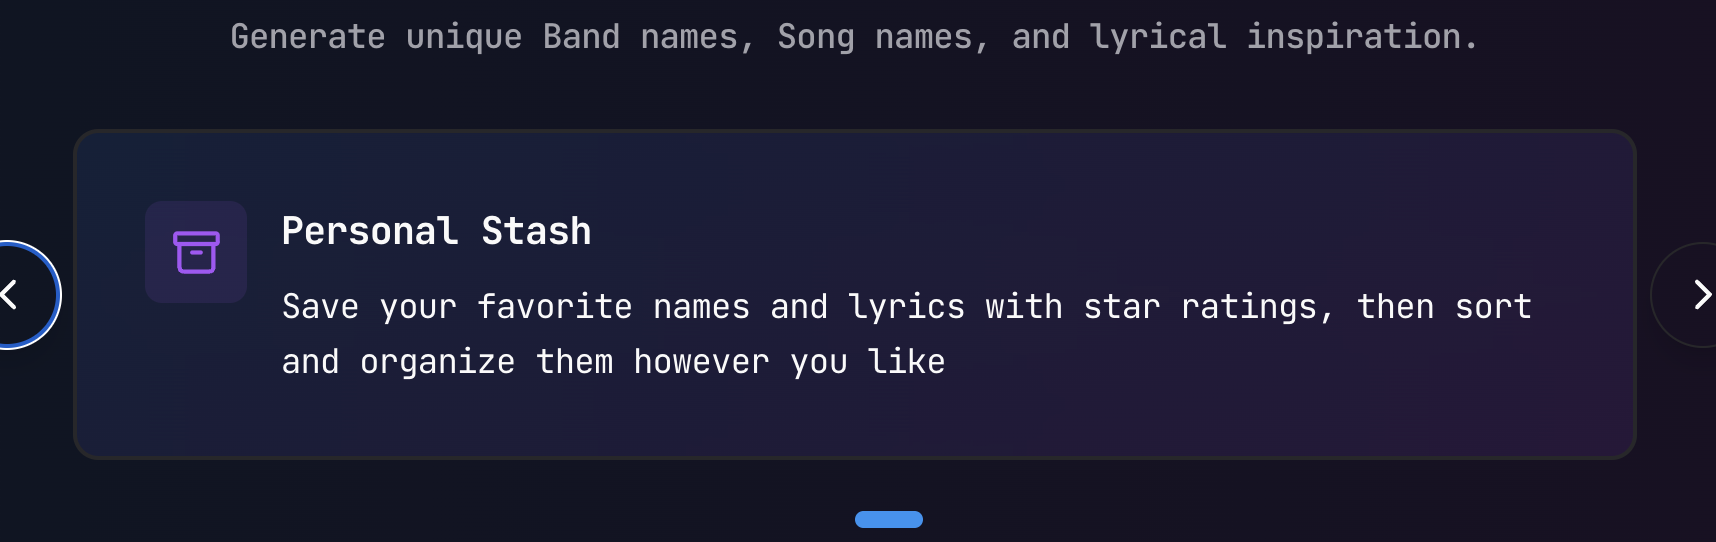 Generate unique Band names, Song names, and lyrical inspiration.
Personal Stash
Save your favorite names and lyrics with star ratings, then sort
and organize them however you like